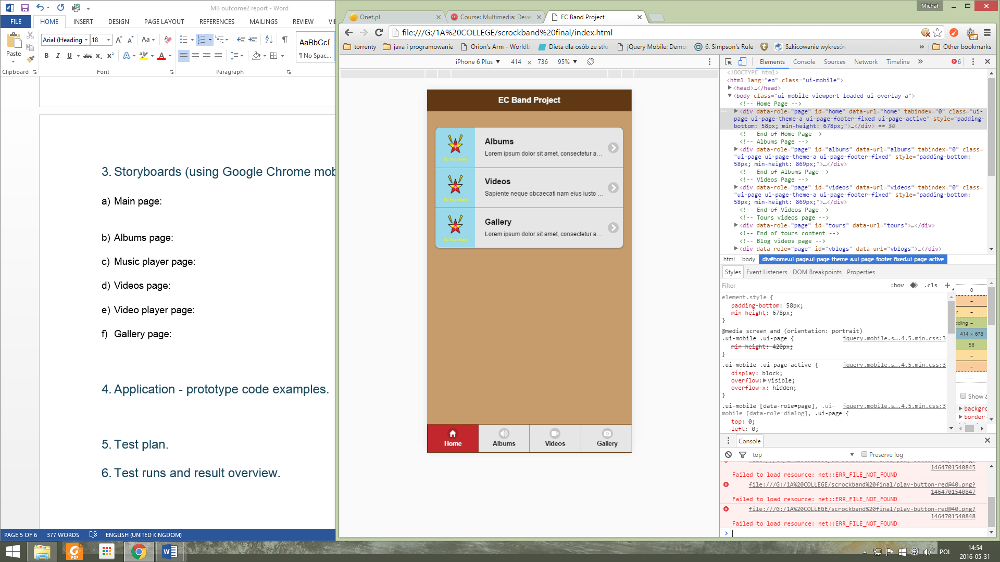 MB outcome2 report - Word
FILE
HOME
INSERT
DESIGN
PAGE LAYOUT
REFERENCES
MAILINGS
REVIEW
Paste
Arial (Heading
18
Aa
AaBbCcD
¶ No Spac...
Clipboard
Font
Paragraph
3. Storyboards (using Google Chrome mob
a) Main page:
b) Albums page:
c) Music player page:
d) Videos page:
e) Video player page:
f) Gallery page:
4. Application - prototype code examples.
5. Test plan.
6. Test runs and result overview.
PAGE 5 OF 6
377 WORDS
ENGLISH (UNITED KINGDOM)
Michał
Onet.pl
Course: Multimedia: Deve
EC Band Project
file:///G:/1A%20COLLEGE/scrockband%20final/index.html
torrenty
java i programowanie
Orion's Arm - Worldb
Dieta dla osób ze stłu
jQuery Mobile: Demo
6. Simpson's Rule
Szkicowanie wykresów
»
Other bookmarks
iPhone 6 Plus ▼ 414 × 736 95% ▼
EC Band Project
Albums
Lorem ipsum dolor sit amet, consectetur a...
Videos
Sapiente neque obcaecati nam eius iusto ...
Gallery
Lorem ipsum dolor sit amet, consectetur a...
Home
Albums
Videos
Gallery
Elements Console Sources Network Timeline » 6
<!DOCTYPE html>
<html lang="en" class="ui-mobile">
<head>…</head>
<body class="ui-mobile-viewport loaded ui-overlay-a">
<!-- Home Page -->
<div data-role="page" id="home" data-url="home" tabindex="0" class="ui-
page ui-page-theme-a ui-page-footer-fixed ui-page-active" style="padding-
bottom: 58px; min-height: 678px;">…</div> == $0
<!-- End of Home Page-->
<!-- Albums Page -->
<div data-role="page" id="albums" data-url="albums" tabindex="0" class=
"ui-page ui-page-theme-a ui-page-footer-fixed" style="padding-bottom:
58px; min-height: 869px;">…</div>
<!-- End of Albums Page-->
<!-- Videos Page -->
<div data-role="page" id="videos" data-url="videos" tabindex="0" class=
"ui-page ui-page-theme-a ui-page-footer-fixed" style="padding-bottom:
58px; min-height: 869px;">…</div>
<!-- End of Videos Page-->
<!-- Tours videos page -->
<div data-role="page" id="tours" data-url="tours">…</div>
<!-- End of tours content -->
<!-- Blog videos page -->
<div data-role="page" id="vblogs" data-url="vblogs">…</div>
html body div#home.ui-page.ui-page-theme-a.ui-page-footer-fixed.ui-page-active
Styles Event Listeners DOM Breakpoints Properties
Filter
:hov .cls +
element.style {
padding-bottom: 58px;
min-height: 678px;
}
@media screen and (orientation: portrait)
.ui-mobile .ui-page {
jquery.mobile.s….4.5.min.css:3
min-height: 420px;
}
.ui-mobile .ui-page-active {
jquery.mobile.s….4.5.min.css:3
display: block;
overflow: visible;
overflow-x: hidden;
}
.ui-mobile [data-role=page], .ui-
jquery.mobile.s….4.5.min.css:3
mobile [data-role=dialog], .ui-page {
top: 0;
left: 0;
0
414 × 678
58
Show a
backgro
border-
Console
top
Preserve log
1464701540845
Failed to load resource: net::ERR_FILE_NOT_FOUND
file:///G:/1A%20COLLEGE/scrockband%20final/play-button-red@40.png?
1464701540847
Failed to load resource: net::ERR_FILE_NOT_FOUND
file:///G:/1A%20COLLEGE/scrockband%20final/play-button-red@40.png?
1464701540848
Failed to load resource: net::ERR_FILE_NOT_FOUND
POL
14:54
2016-05-31